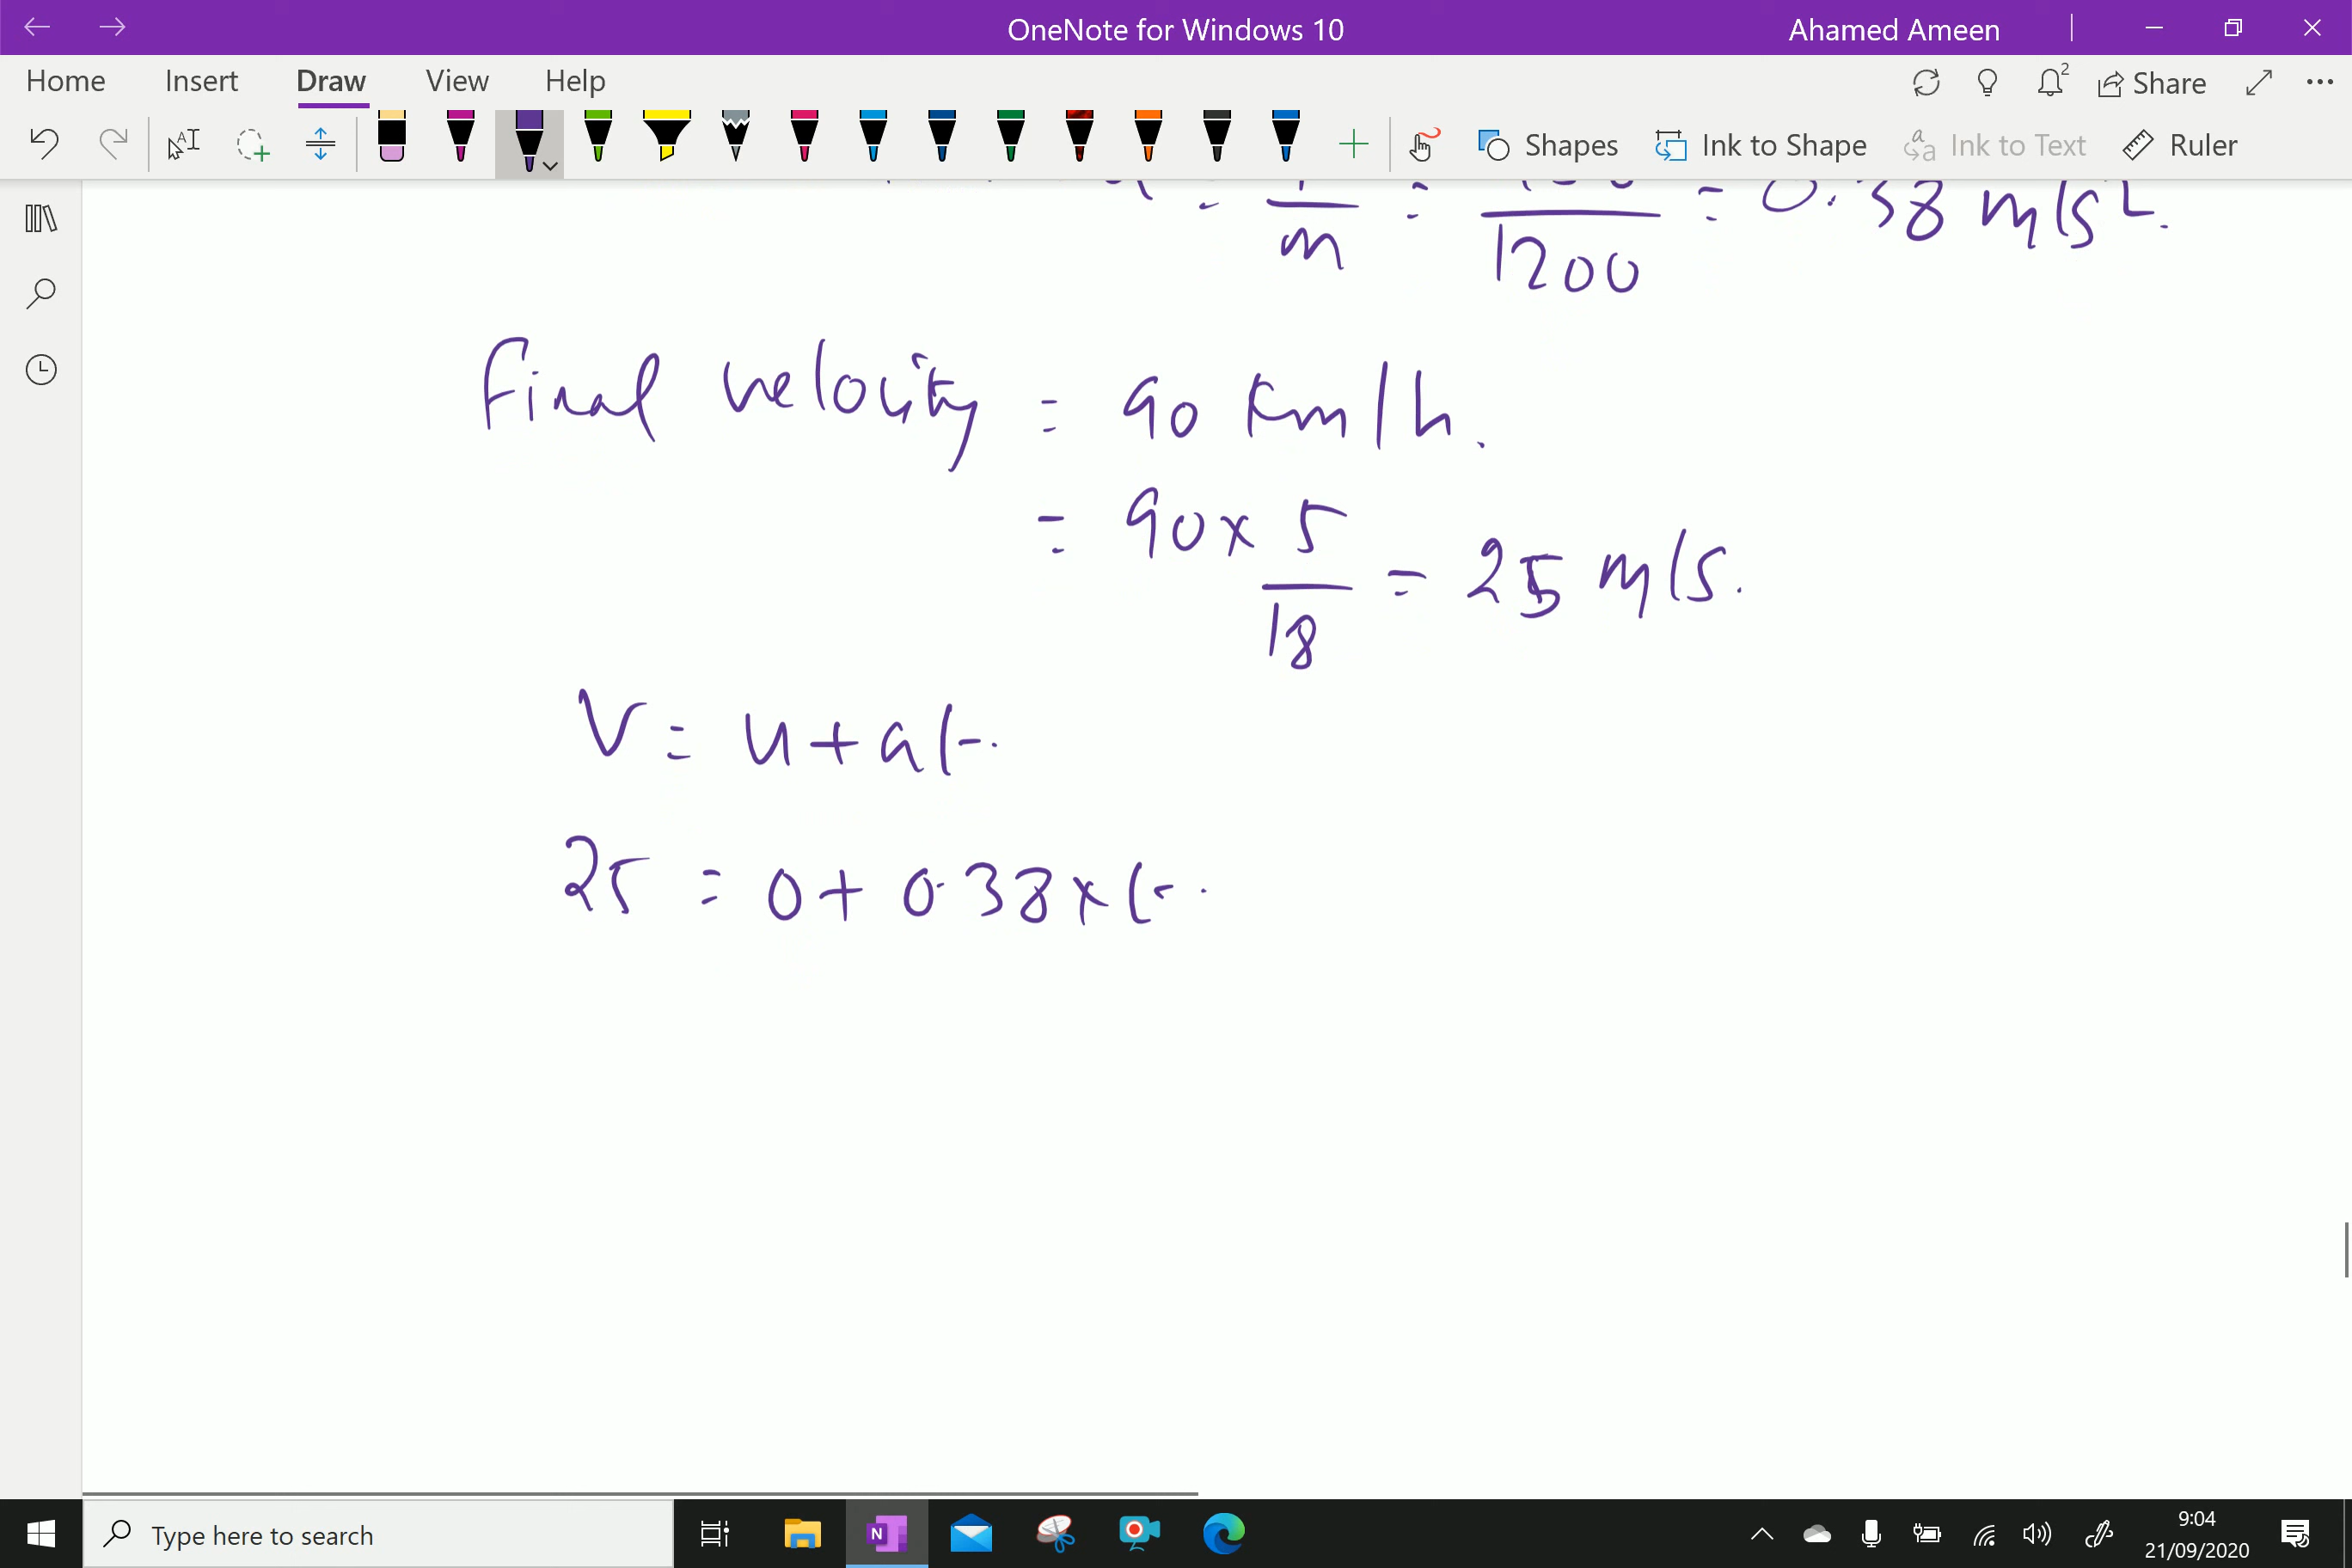 OneNote for Windows 10 Ahamed Ameen
Home Insert Draw View Help 2 Share
Shapes Ink to Shape Ink to Text Ruler
= /m = /1200 = 0.38 m/s².
Final velocity = 90 km/h.
= 90 x 5/18 = 25 m/s.
V = u + at.
25 = 0 + 0.38 x t.
Type here to search
9:04
21/09/2020